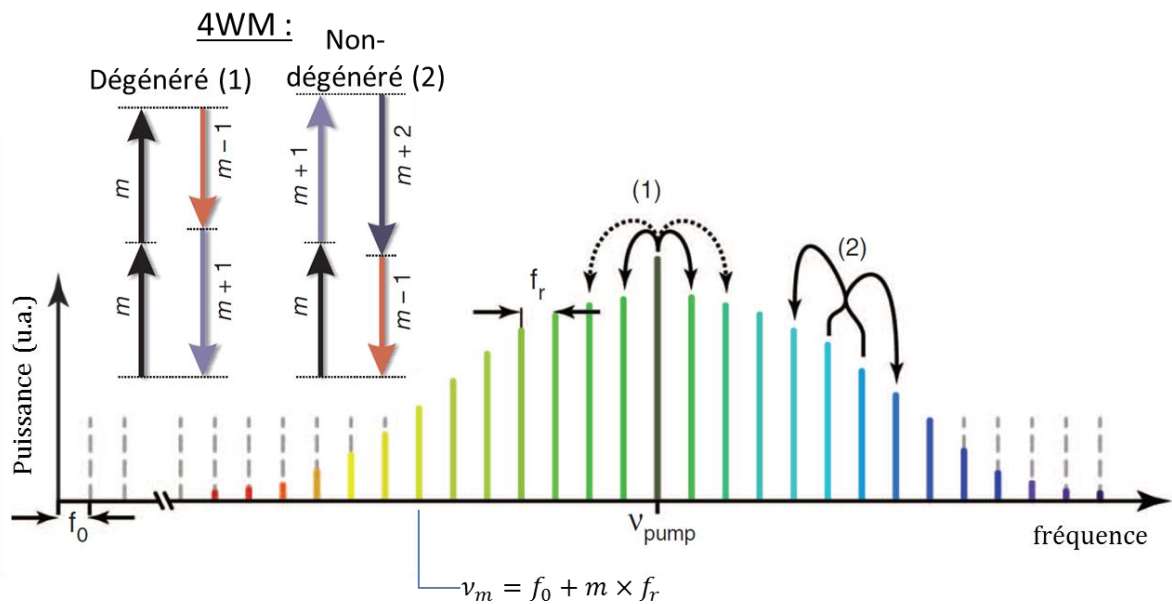 4WM :
Dégénéré (1)
Non-
dégénéré (2)
m
m
m − 1
m + 1
m + 1
m
m + 2
m − 1
(1)
(2)
f_r
Puissance (u.a.)
f_0
ν_pump
fréquence
ν_m = f_0 + m × f_r